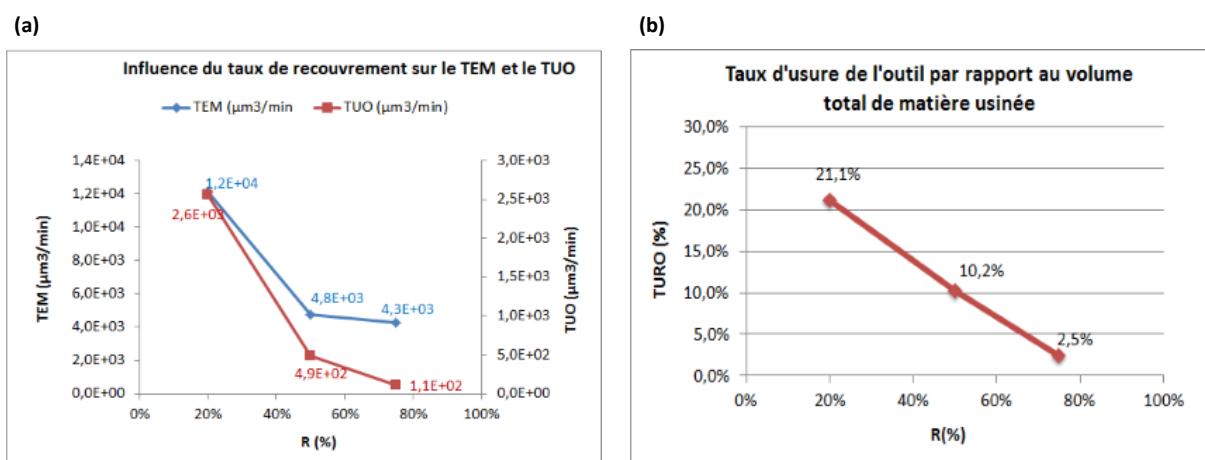 (a)
Influence du taux de recouvrement sur le TEM et le TUO
TEM (µm3/min
TUO (µm3/min)
1,4E+04
1,2E+04
1,0E+04
8,0E+03
6,0E+03
4,0E+03
2,0E+03
0,0E+00
TEM (µm3/min)
3,0E+03
2,5E+03
2,0E+03
1,5E+03
1,0E+03
5,0E+02
0,0E+00
TUO (µm3/min)
1,2E+04
2,6E+03
4,8E+03
4,3E+03
4,9E+02
1,1E+02
0%
20%
40%
60%
80%
100%
R (%)
(b)
Taux d'usure de l'outil par rapport au volume
total de matière usinée
30,0%
25,0%
20,0%
15,0%
10,0%
5,0%
0,0%
TURO (%)
21,1%
10,2%
2,5%
0%
20%
40%
60%
80%
100%
R(%)